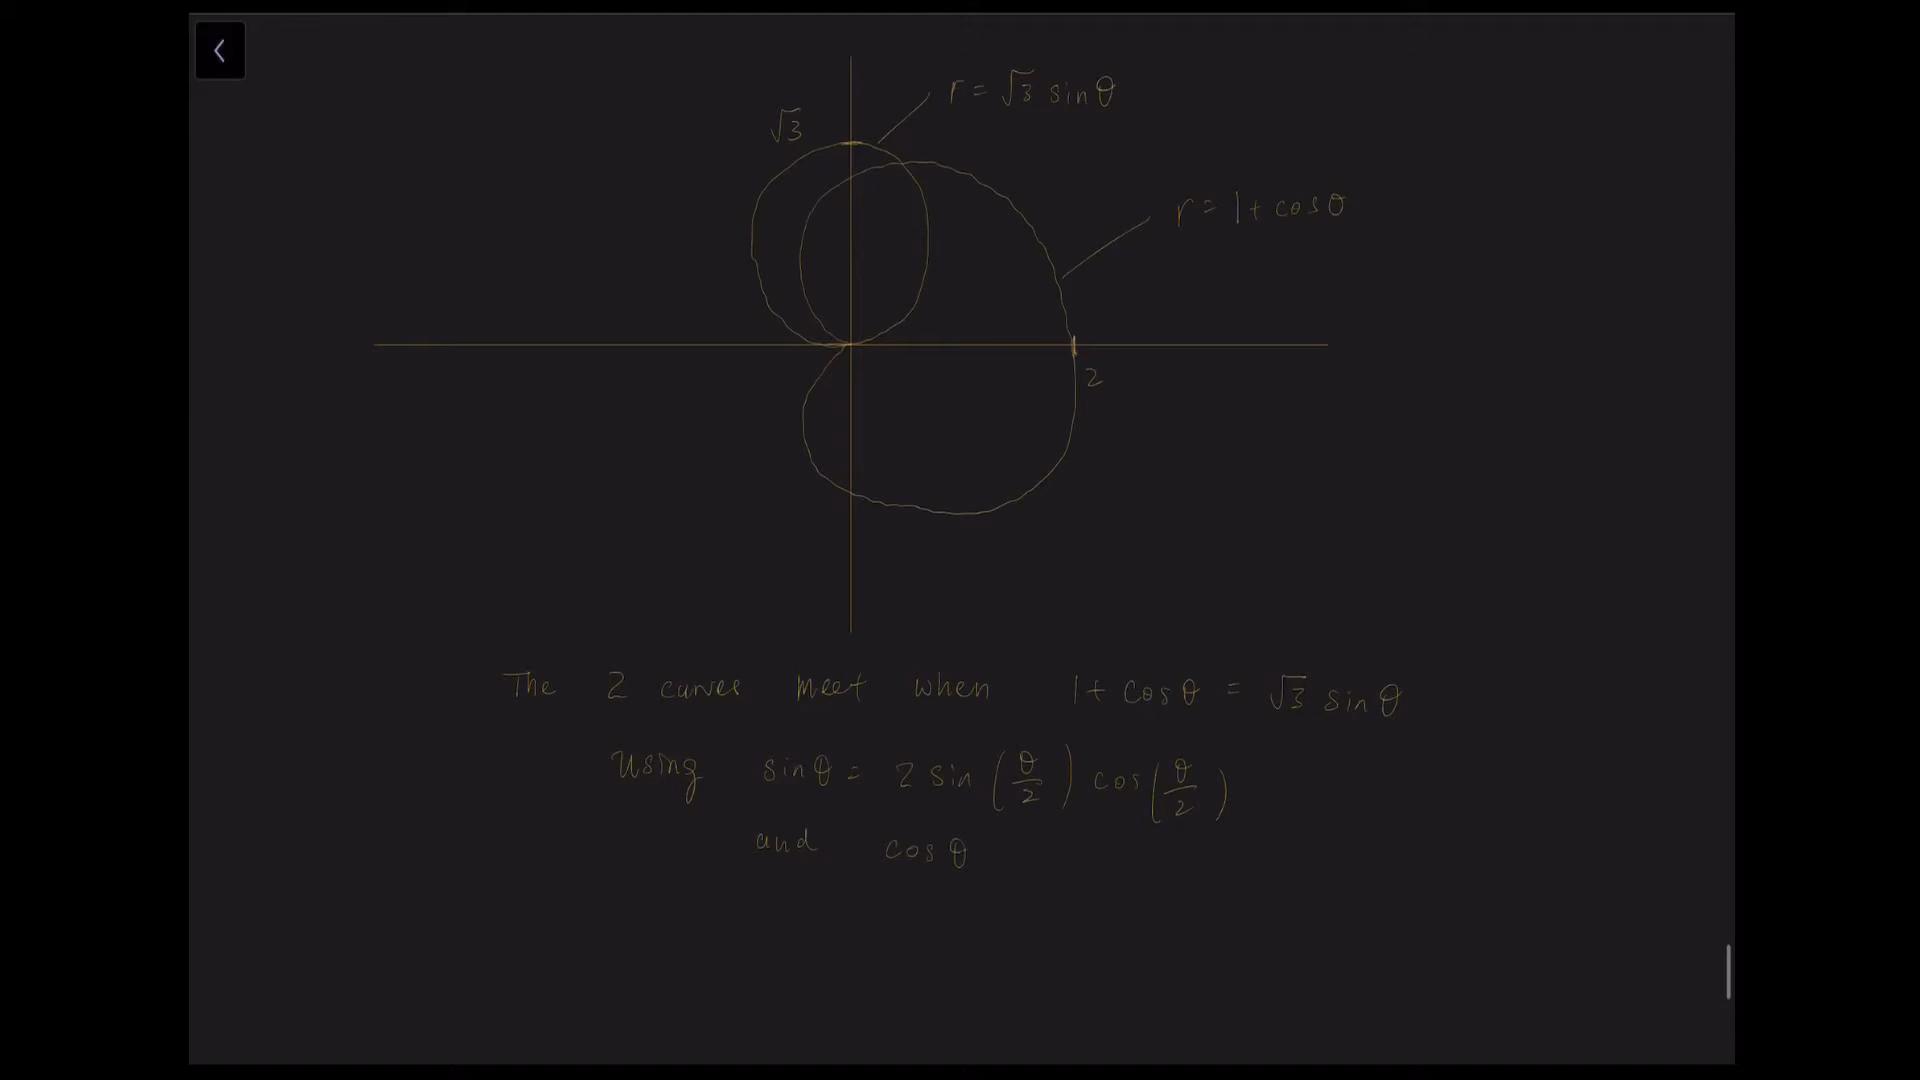 r = √3 sin θ
√3
r = 1 + cos θ
2
The 2 curves meet when 1 + cos θ = √3 sin θ
Using sin θ = 2 sin (θ/2) cos (θ/2)
and cos θ